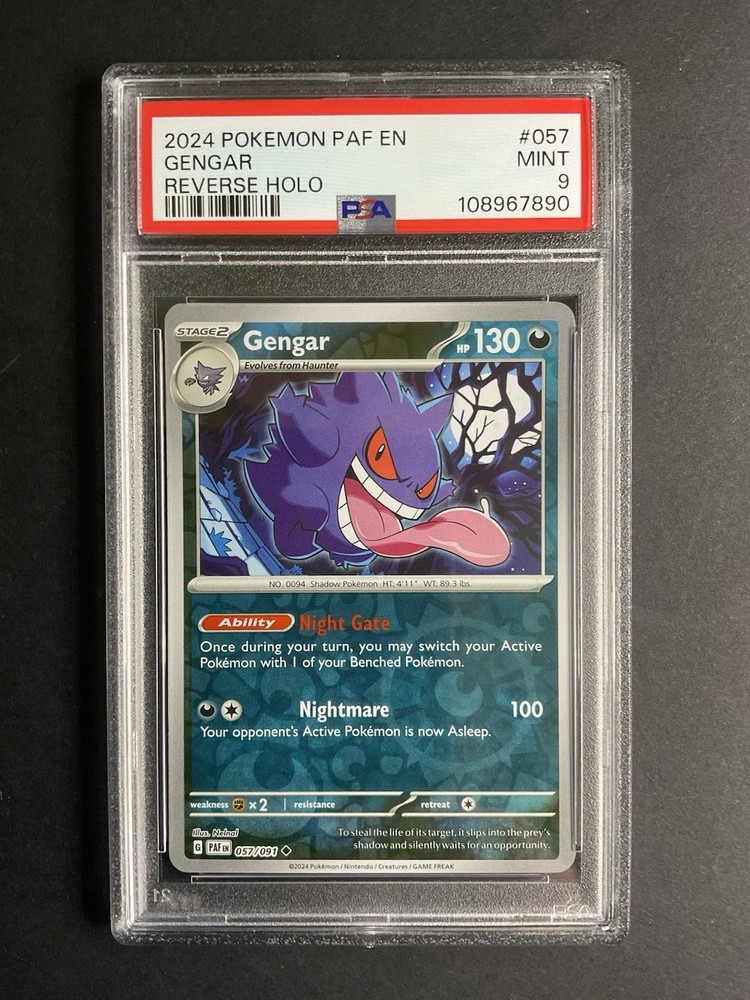 2024 POKEMON PAF EN #057
GENGAR MINT
REVERSE HOLO 9
PSA 108967890
STAGE2 Gengar HP 130
Evolves from Haunter
NO. 0094 Shadow Pokémon HT: 4'11" WT: 89.3 lbs.
Ability Night Gate
Once during your turn, you may switch your Active
Pokémon with 1 of your Benched Pokémon.
Nightmare 100
Your opponent's Active Pokémon is now Asleep.
weakness ×2 resistance retreat
Illus. Nelnal
To steal the life of its target, it slips into the prey's
shadow and silently waits for an opportunity.
G PAF EN 057/091
©2024 Pokémon / Nintendo / Creatures / GAME FREAK